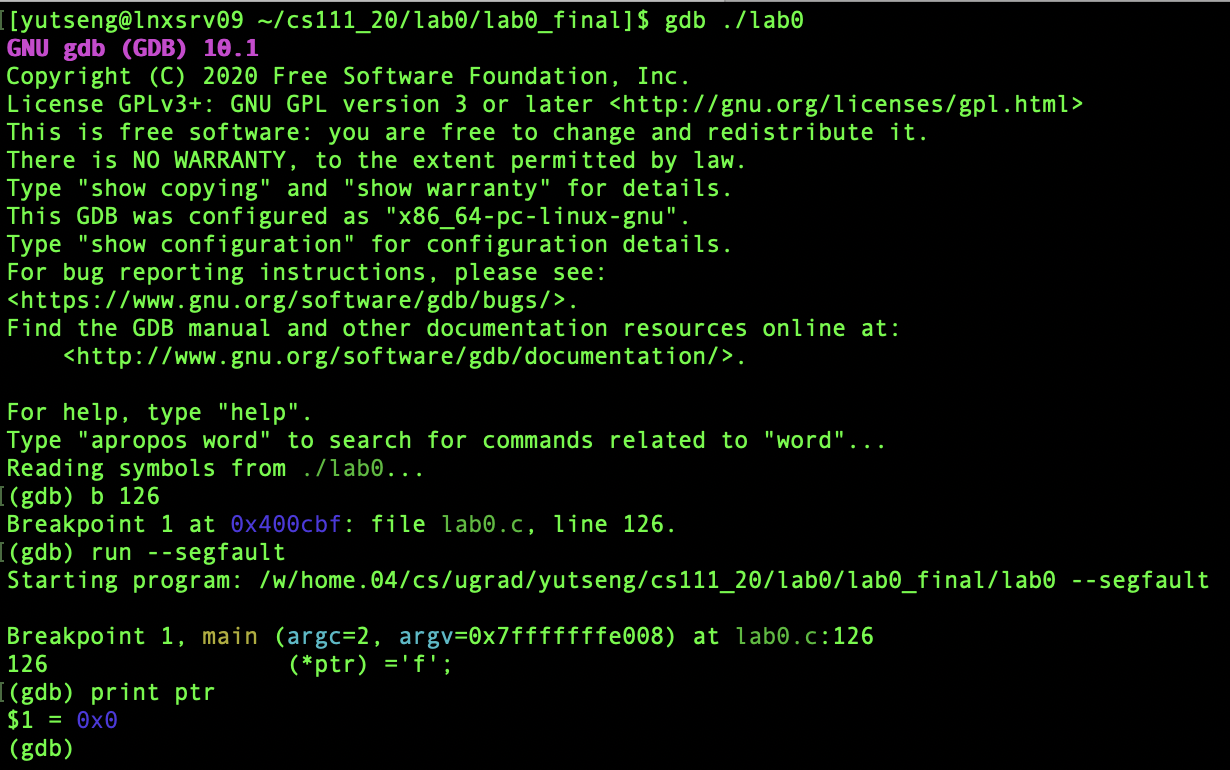 [yutseng@lnxsrv09 ~/cs111_20/lab0/lab0_final]$ gdb ./lab0
GNU gdb (GDB) 10.1
Copyright (C) 2020 Free Software Foundation, Inc.
License GPLv3+: GNU GPL version 3 or later <http://gnu.org/licenses/gpl.html>
This is free software: you are free to change and redistribute it.
There is NO WARRANTY, to the extent permitted by law.
Type "show copying" and "show warranty" for details.
This GDB was configured as "x86_64-pc-linux-gnu".
Type "show configuration" for configuration details.
For bug reporting instructions, please see:
<https://www.gnu.org/software/gdb/bugs/>.
Find the GDB manual and other documentation resources online at:
    <http://www.gnu.org/software/gdb/documentation/>.

For help, type "help".
Type "apropos word" to search for commands related to "word"...
Reading symbols from ./lab0...
(gdb) b 126
Breakpoint 1 at 0x400cbf: file lab0.c, line 126.
(gdb) run --segfault
Starting program: /w/home.04/cs/ugrad/yutseng/cs111_20/lab0/lab0_final/lab0 --segfault

Breakpoint 1, main (argc=2, argv=0x7fffffffe008) at lab0.c:126
126                 (*ptr) ='f';
(gdb) print ptr
$1 = 0x0
(gdb)